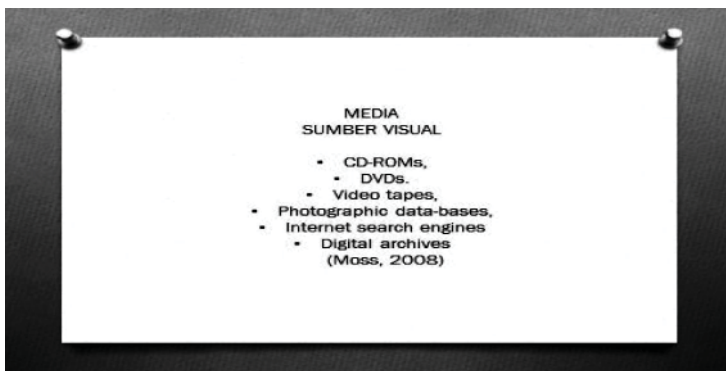 MEDIA
SUMBER VISUAL
• CD-ROMs,
• DVDs.
• Video tapes,
• Photographic data-bases,
• Internet search engines
• Digital archives
(Moss, 2008)